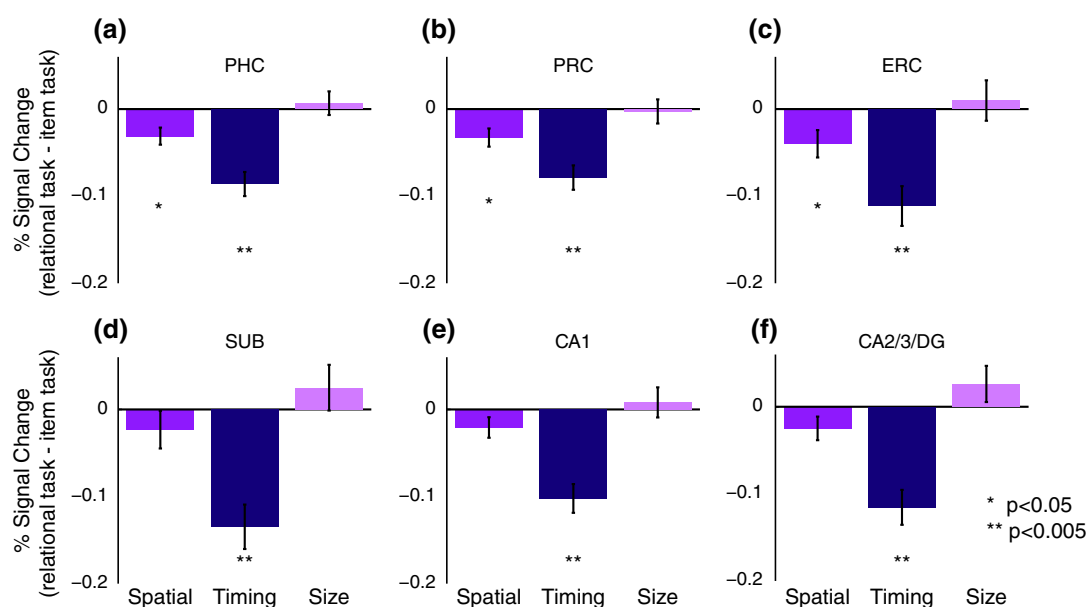 (a) (b) (c)
PHC PRC ERC
0 0 0
−0.1 −0.1 −0.1
−0.2 −0.2 −0.2
* ** * ** * **
% Signal Change
(relational task - item task)
(d) (e) (f)
SUB CA1 CA2/3/DG
0 0 0
−0.1 −0.1 −0.1
−0.2 −0.2 −0.2
** ** **
% Signal Change
(relational task - item task)
* p<0.05
** p<0.005
Spatial Timing Size Spatial Timing Size Spatial Timing Size